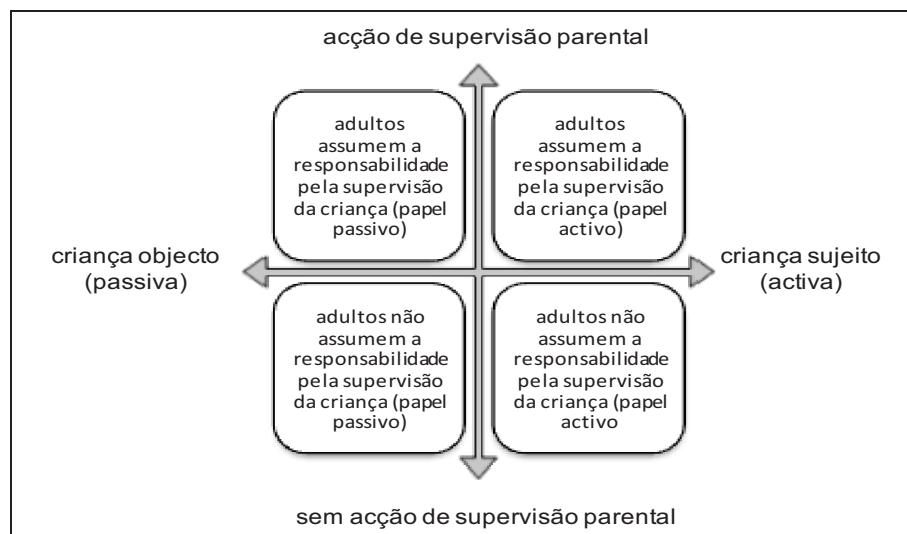 acção de supervisão parental
adultos
assumem a
responsabilidade
pela supervisão
da criança (papel
passivo)
adultos
assumem a
responsabilidade
pela supervisão
da criança (papel
activo)
criança objecto
(passiva)
criança sujeito
(activa)
adultos não
assumem a
responsabilidade
pela supervisão
da criança (papel
passivo)
adultos não
assumem a
responsabilidade
pela supervisão
da criança (papel
activo
sem acção de supervisão parental